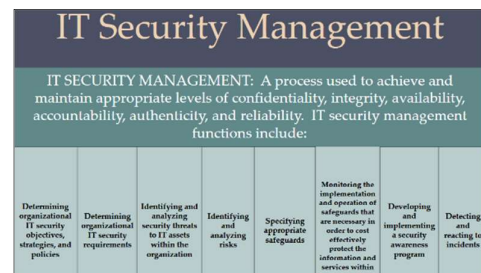 IT Security Management
IT SECURITY MANAGEMENT: A process used to achieve and
maintain appropriate levels of confidentiality, integrity, availability,
accountability, authenticity, and reliability. IT security management
functions include:
Determining
organizational
IT security
objectives,
strategies, and
policies
Determining
organizational
IT security
requirements
Identifying and
analyzing
security threats
to IT assets
within the
organization
Identifying
and
analyzing
risks
Specifying
appropriate
safeguards
Monitoring the
implementation
and operation of
safeguards that
are necessary in
order to cost
effectively
protect the
information and
services within
Developing
and
implementing
a security
awareness
program
Detecting
and
reacting to
incidents